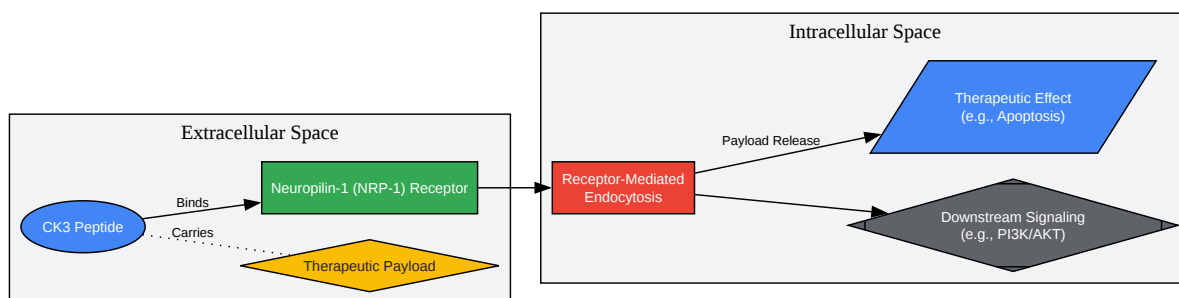 Extracellular Space
CK3 Peptide
Binds
Carries
Neuropilin-1 (NRP-1) Receptor
Therapeutic Payload
Intracellular Space
Receptor-Mediated
Endocytosis
Payload Release
Therapeutic Effect
(e.g., Apoptosis)
Downstream Signaling
(e.g., PI3K/AKT)